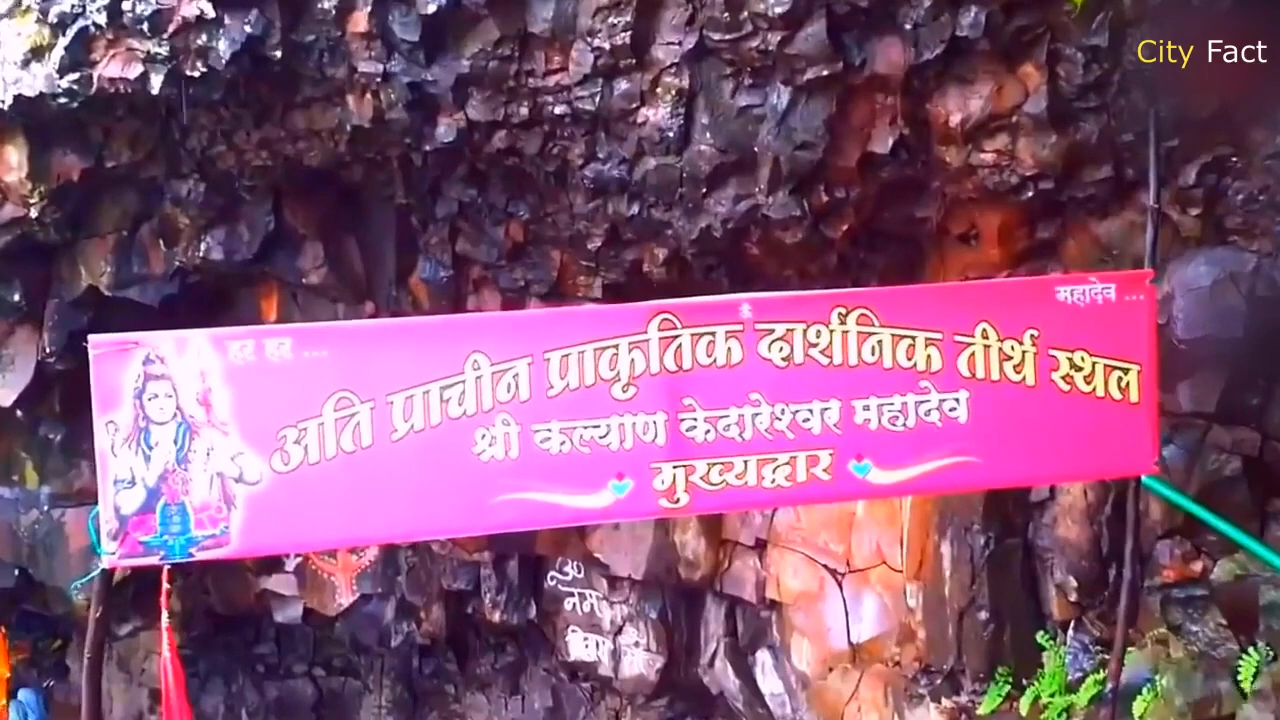 City Fact
महादेव ...
हर हर ...
ॐ
अति प्राचीन प्राकृतिक दार्शनिक तीर्थ स्थल
श्री कल्याण केदारेश्वर महादेव
मुख्यद्वार
ॐ
नमः
शिवाय